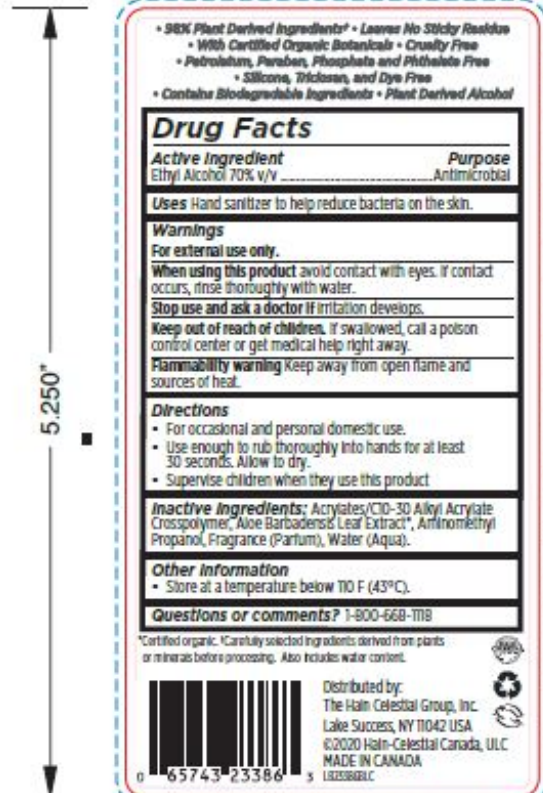 5.250"
• 98% Plant Derived Ingredients‡ • Leaves No Sticky Residue
• With Certified Organic Botanicals • Cruelty Free
• Petrolatum, Paraben, Phosphate and Phthalate Free
• Silicone, Triclosan, and Dye Free
• Contains Biodegradable Ingredients • Plant Derived Alcohol
Drug Facts
Active Ingredient Purpose
Ethyl Alcohol 70% v/v ........................................ Antimicrobial
Uses Hand sanitizer to help reduce bacteria on the skin.
Warnings
For external use only.
When using this product avoid contact with eyes. If contact
occurs, rinse thoroughly with water.
Stop use and ask a doctor if irritation develops.
Keep out of reach of children. If swallowed, call a poison
control center or get medical help right away.
Flammability warning Keep away from open flame and
sources of heat.
Directions
• For occasional and personal domestic use.
• Use enough to rub thoroughly into hands for at least
30 seconds. Allow to dry.
• Supervise children when they use this product
Inactive Ingredients: Acrylates/C10-30 Alkyl Acrylate
Crosspolymer, Aloe Barbadensis Leaf Extract*, Aminomethyl
Propanol, Fragrance (Parfum), Water (Aqua).
Other Information
• Store at a temperature below 110 F (43°C).
Questions or comments? 1-800-668-1118
*Certified organic. ‡Carefully selected ingredients derived from plants
or minerals before processing. Also includes water content.
Distributed by:
The Hain Celestial Group, Inc.
Lake Success, NY 11042 USA
©2020 Hain-Celestial Canada, ULC
MADE IN CANADA
0 65743 23386 3